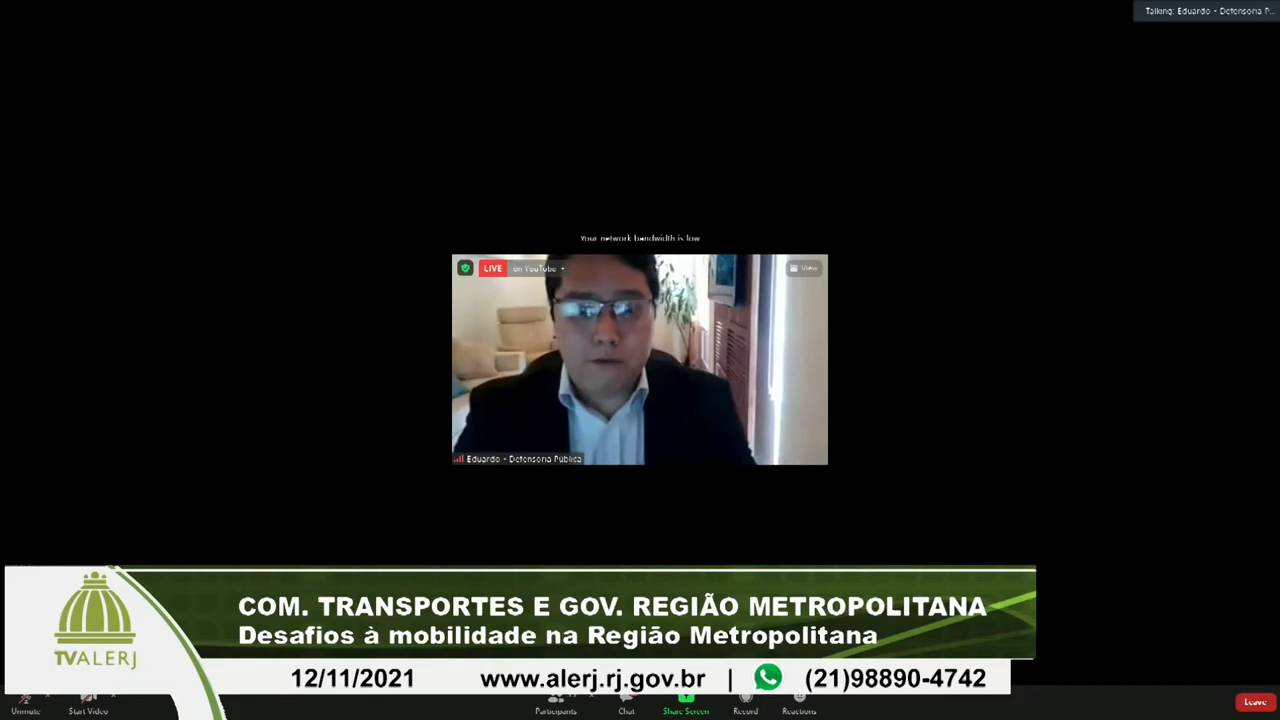 Talking: Eduardo - Defensoria P...
Your network bandwidth is low
LIVE on YouTube
View
Eduardo - Defensoria Pública
COM. TRANSPORTES E GOV. REGIÃO METROPOLITANA
Desafios à mobilidade na Região Metropolitana
TVALERJ
12/11/2021 www.alerj.rj.gov.br | (21)98890-4742
Unmute Start Video Participants Chat Share Screen Record Reactions Leave